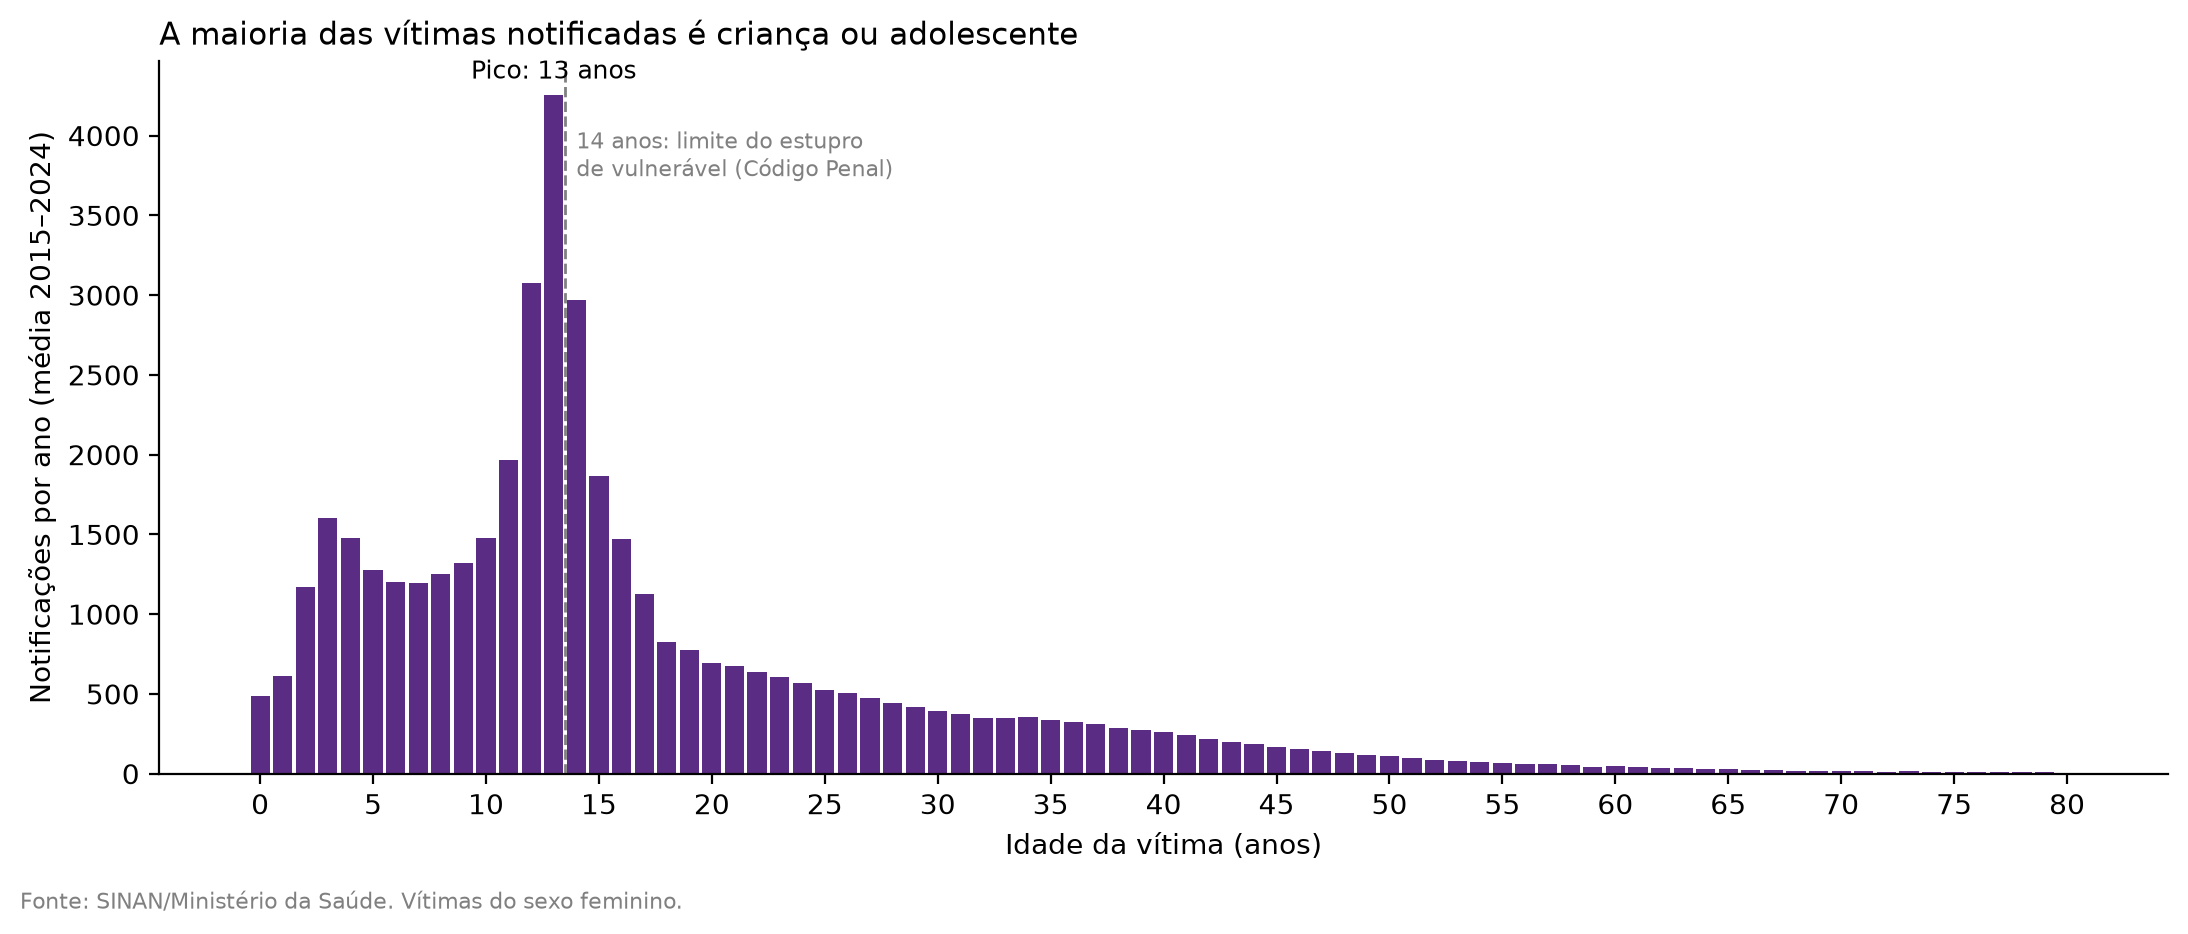 A maioria das vítimas notificadas é criança ou adolescente
Pico: 13 anos
14 anos: limite do estupro
de vulnerável (Código Penal)
Notificações por ano (média 2015–2024)
4000
3500
3000
2500
2000
1500
1000
500
0
0 5 10 15 20 25 30 35 40 45 50 55 60 65 70 75 80
Idade da vítima (anos)
Fonte: SINAN/Ministério da Saúde. Vítimas do sexo feminino.